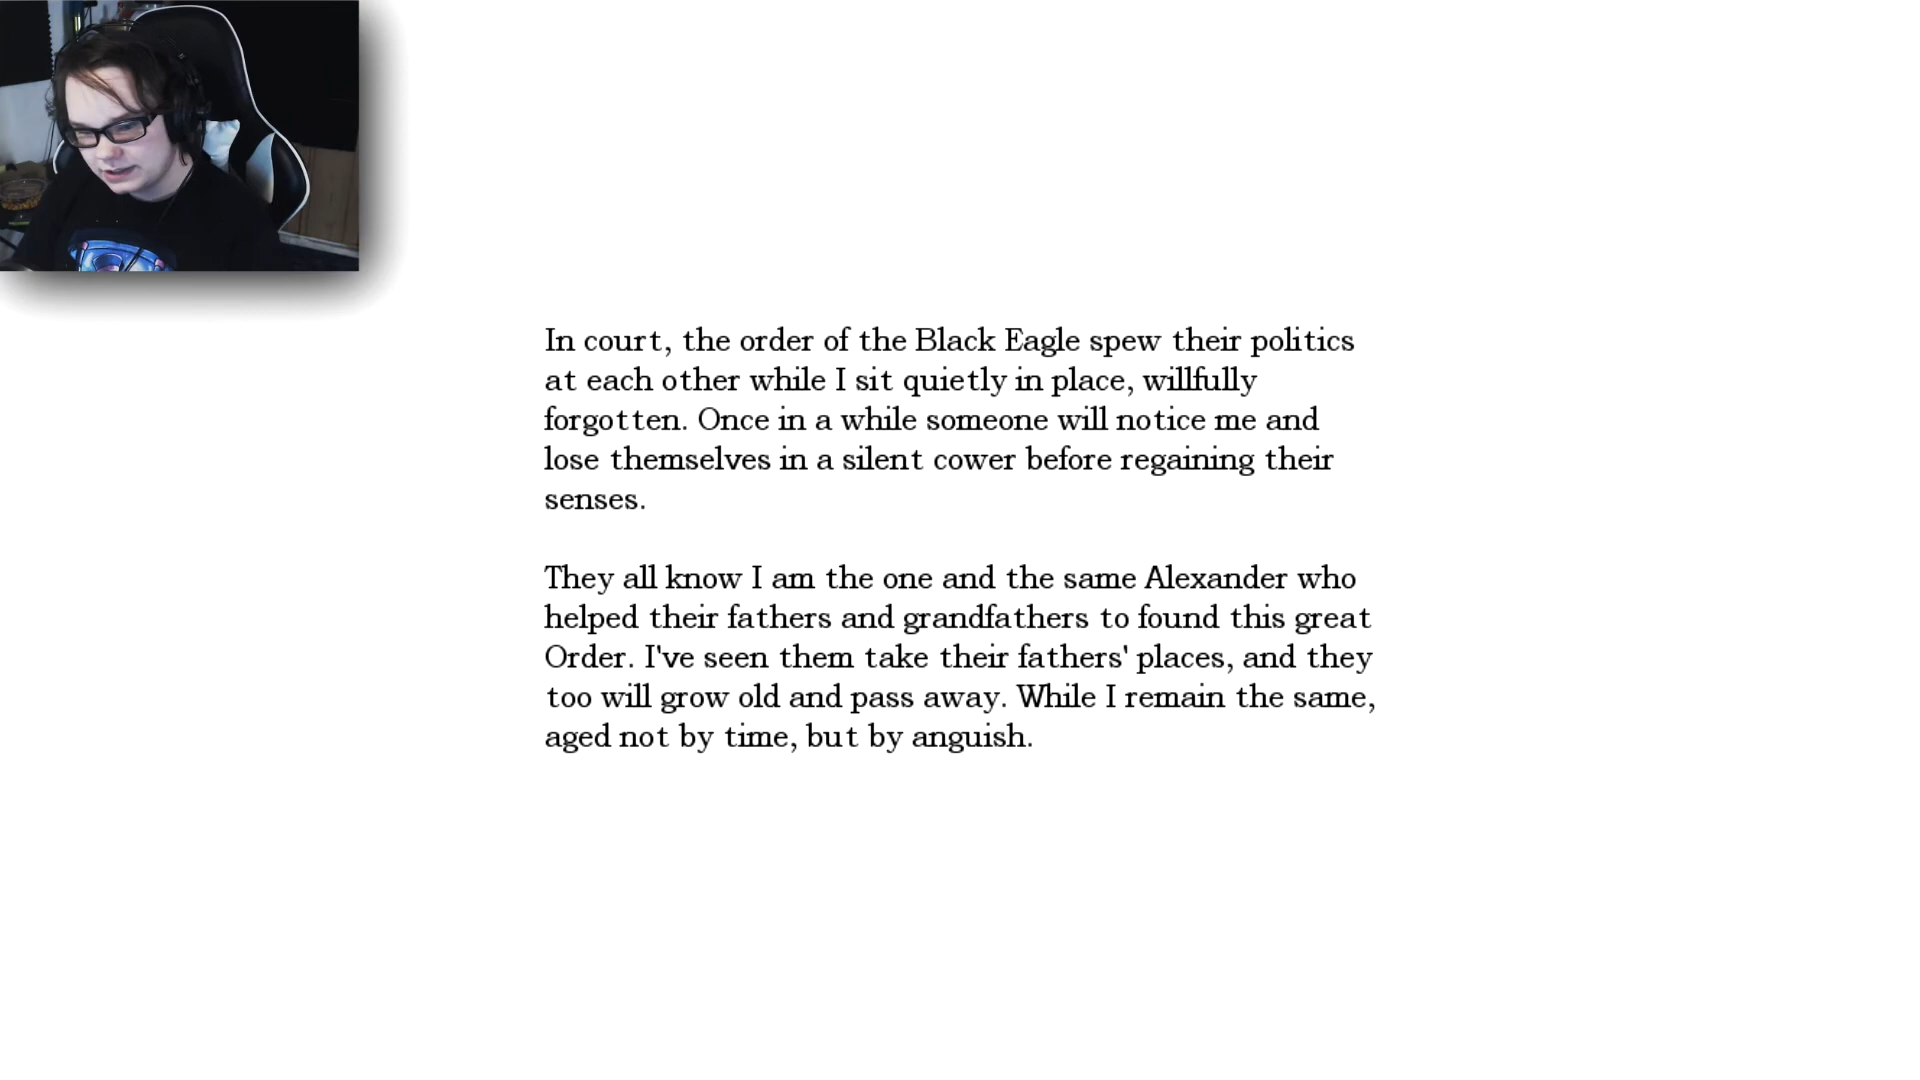 In court, the order of the Black Eagle spew their politics
at each other while I sit quietly in place, willfully
forgotten. Once in a while someone will notice me and
lose themselves in a silent cower before regaining their
senses.
They all know I am the one and the same Alexander who
helped their fathers and grandfathers to found this great
Order. I've seen them take their fathers' places, and they
too will grow old and pass away. While I remain the same,
aged not by time, but by anguish.